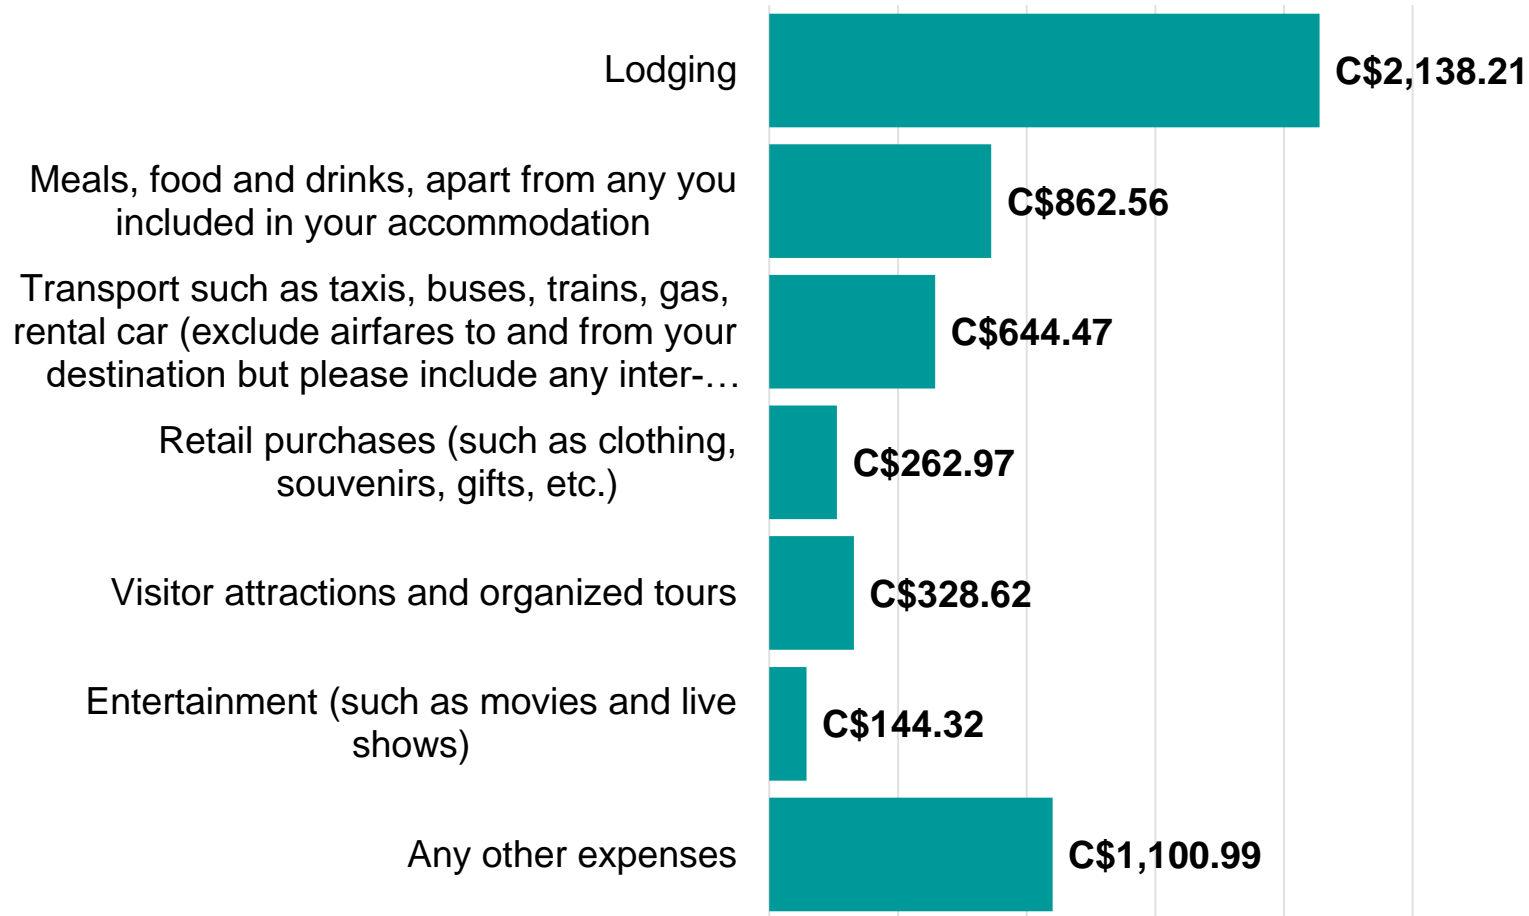 Lodging
C$2,138.21
Meals, food and drinks, apart from any you
included in your accommodation
C$862.56
Transport such as taxis, buses, trains, gas,
rental car (exclude airfares to and from your
destination but please include any inter-…
C$644.47
Retail purchases (such as clothing,
souvenirs, gifts, etc.)
C$262.97
Visitor attractions and organized tours
C$328.62
Entertainment (such as movies and live
shows)
C$144.32
Any other expenses
C$1,100.99